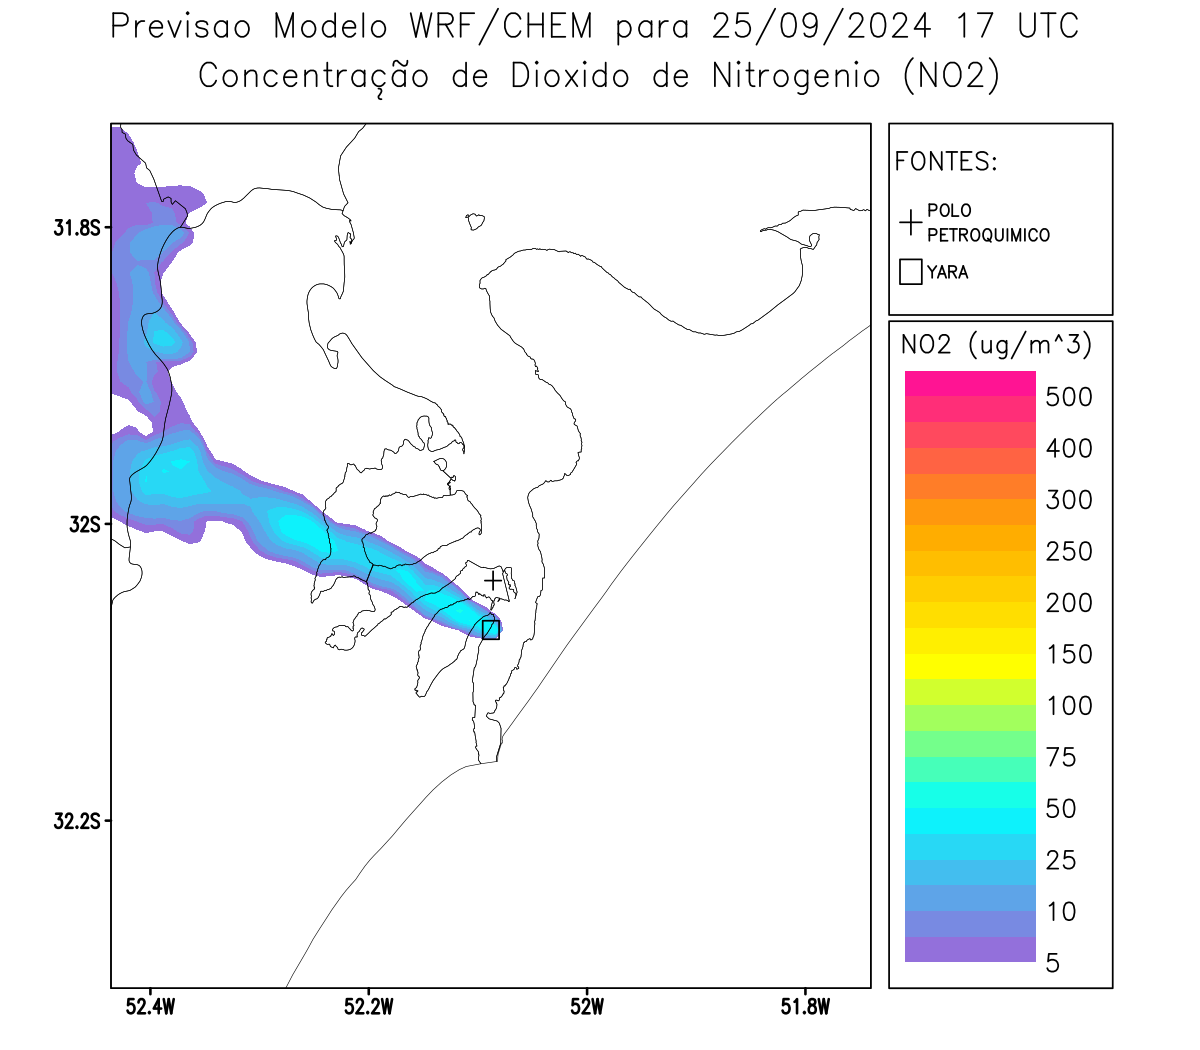 Previsao Modelo WRF/CHEM para 25/09/2024 17 UTC
Concentração de Dioxido de Nitrogenio (NO2)
FONTES:
POLO
PETROQUIMICO
YARA
NO2 (ug/m^3)
500
400
300
250
200
150
100
75
50
25
10
5
31.8S
32S
32.2S
52.4W
52.2W
52W
51.8W